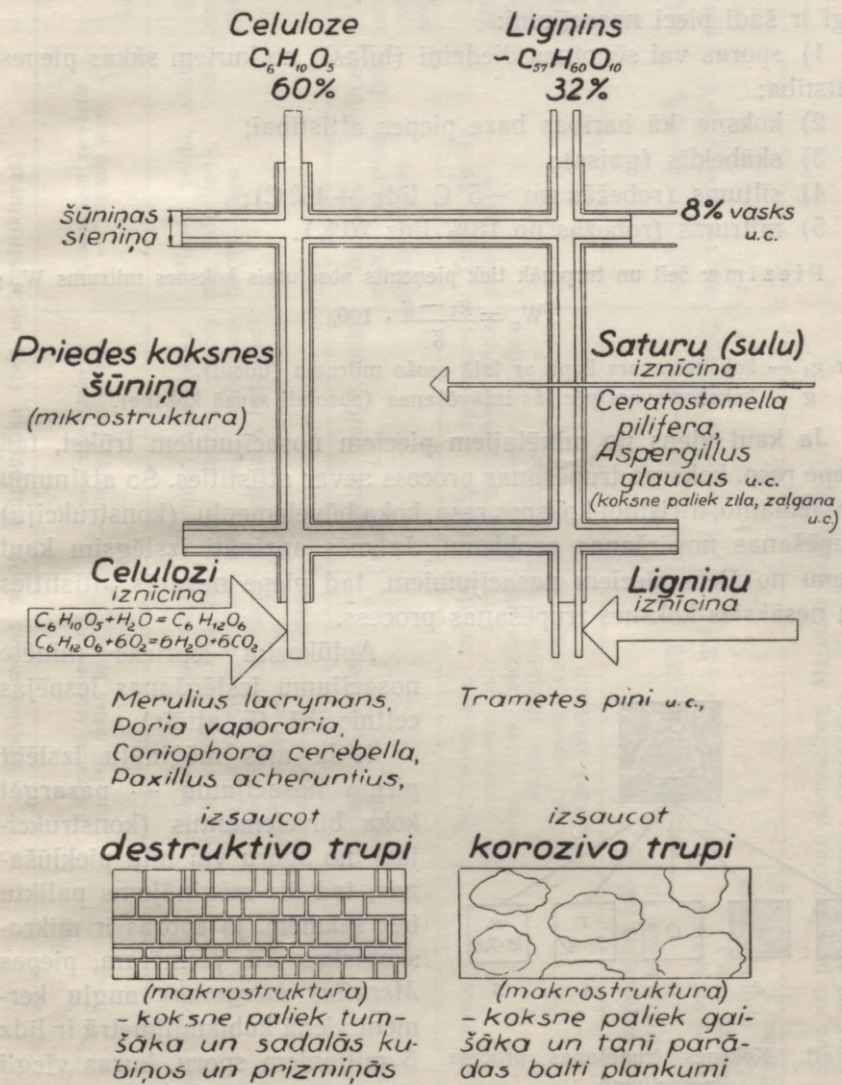 Celuloze
C₆H₁₀O₅
60%
Lignins
~ C₅₇H₆₀O₁₀
32%
šūniņas
sieniņa
8% vasks
u.c.
Priedes koksnes
šūniņa
(mikrostruktura)
Saturu (sulu)
iznīcina
Ceratostomella
pilifera,
Aspergillus
glaucus u.c.
(koksne paliek zila, zaļgana
u.c.)
Celulozi
iznīcina
C₆H₁₀O₅+H₂O=C₆H₁₂O₆
C₆H₁₂O₆+6O₂=6H₂O+6CO₂
Merulius lacrymans,
Poria vaporaria,
Coniophora cerebella,
Paxillus acheruntius,
izsaucot
destruktivo trupi
(makrostruktura)
- koksne paliek tum-
šāka un sadalās ku-
biņos un prizmiņās
Ligninu
iznīcina
Trametes pini u.c.,
izsaucot
korozivo trupi
(makrostruktura)
- koksne paliek gai-
šāka un tani parā-
das balti plankumi